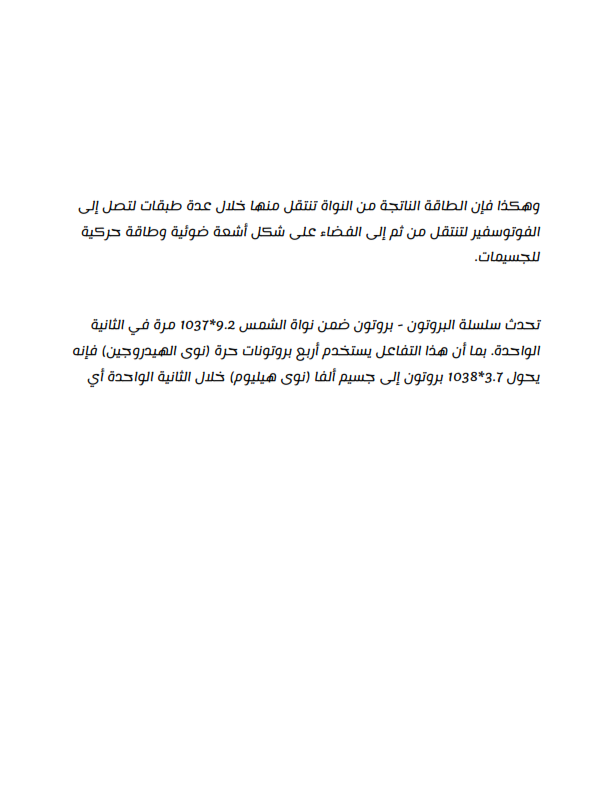 وهكذا فإن الطاقة الناتجة من النواة تنتقل منها خلال عدة طبقات لتصل إلى
الفوتوسفير لتنتقل من ثم إلى الفضاء على شكل أشعة ضوئية وطاقة حركية
للجسيمات.
تحدث سلسلة البروتون - بروتون ضمن نواة الشمس 9.2*1037 مرة في الثانية
الواحدة. بما أن هذا التفاعل يستخدم أربع بروتونات حرة (نوى الهيدروجين) فإنه
يحول 3.7*1038 بروتون إلى جسيم ألفا (نوى هيليوم) خلال الثانية الواحدة أي